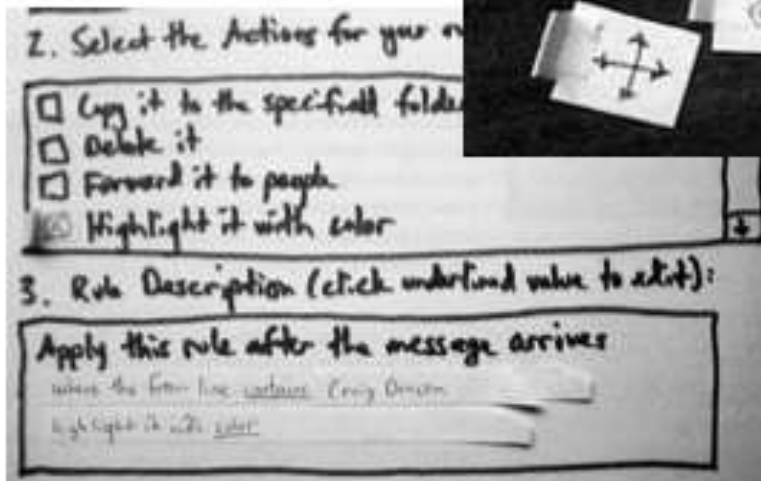 2. Select the Actions for your
Copy it to the specified folde
Delete it
Forward it to people
Highlight it with color
3. Rule Description (click underlined value to edit):
Apply this rule after the message arrives
where the from line contains Craig
highlight it with color